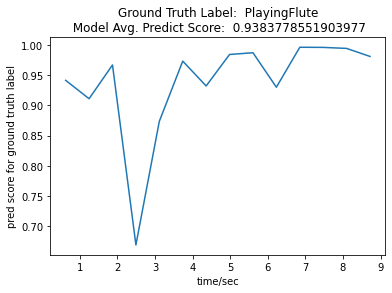 Ground Truth Label:  PlayingFlute
Model Avg. Predict Score:  0.9383778551903977
pred score for ground truth label
1.00
0.95
0.90
0.85
0.80
0.75
0.70
1 2 3 4 5 6 7 8 9
time/sec